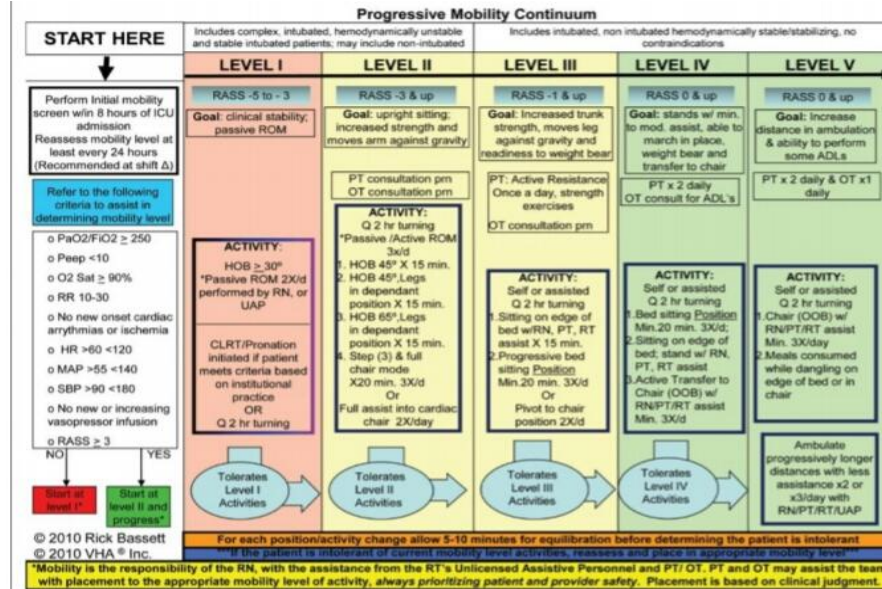 Progressive Mobility Continuum
START HERE
Includes complex, intubated, hemodynamically unstable
and stable intubated patients; may include non-intubated
Includes intubated, non intubated hemodynamically stable/stabilizing, no
contraindications
Perform Initial mobility
screen w/in 8 hours of ICU
admission
Reassess mobility level at
least every 24 hours
(Recommended at shift Δ)
Refer to the following
criteria to assist in
determining mobility level
o PaO2/FiO2 ≥ 250
o Peep <10
o O2 Sat ≥ 90%
o RR 10-30
o No new onset cardiac
arrythmias or ischemia
o HR >60 <120
o MAP >55 <140
o SBP >90 <180
o No new or increasing
vasopressor infusion
o RASS ≥ 3
NO
YES
Start at
level I*
Start at
level II and
progress*
LEVEL I
RASS -5 to - 3
Goal: clinical stability;
passive ROM
ACTIVITY:
HOB ≥ 30º
*Passive ROM 2X/d
performed by RN, or
UAP
CLRT/Pronation
initiated if patient
meets criteria based on
institutional
practice
OR
Q 2 hr turning
Tolerates
Level I
Activities
LEVEL II
RASS -3 & up
Goal: upright sitting;
increased strength and
moves arm against gravity
PT consultation prn
OT consultation prn
ACTIVITY:
Q 2 hr turning
*Passive /Active ROM
3x/d
1. HOB 45º X 15 min.
2. HOB 45º,Legs
in dependant
position X 15 min.
3. HOB 65º,Legs
in dependant
position X 15 min.
4. Step (3) & full
chair mode
X20 min. 3X/d
Or
Full assist into cardiac
chair 2X/day
Tolerates
Level II
Activities
LEVEL III
RASS -1 & up
Goal: Increased trunk
strength, moves leg
against gravity and
readiness to weight bear
PT: Active Resistance
Once a day, strength
exercises
OT consultation prn
ACTIVITY:
Self or assisted
Q 2 hr turning
1.Sitting on edge of
bed w/RN, PT, RT
assist X 15 min.
2.Progressive bed
sitting Position
Min.20 min. 3X/d
Or
Pivot to chair
position 2X/d
Tolerates
Level III
Activities
LEVEL IV
RASS 0 & up
Goal: stands w/ min.
to mod. assist, able to
march in place,
weight bear and
transfer to chair
PT x 2 daily
OT consult for ADL`s
ACTIVITY:
Self or assisted
Q 2 hr turning
1.Bed sitting Position
Min.20 min. 3X/d;
2.Sitting on edge of
bed; stand w/ RN,
PT, RT assist
3.Active Transfer to
Chair (OOB) w/
RN/PT/RT assist
Min. 3X/d
Tolerates
Level IV
Activities
LEVEL V
RASS 0 & up
Goal: Increase
distance in ambulation
& ability to perform
some ADLs
PT x 2 daily & OT x1
daily
ACTIVITY:
Self or assisted
Q 2 hr turning
1.Chair (OOB) w/
RN/PT/RT assist
Min. 3X/day
2.Meals consumed
while dangling on
edge of bed or in
chair
Ambulate
progressively longer
distances with less
assistance x2 or
x3/day with
RN/PT/RT/UAP
© 2010 Rick Bassett
© 2010 VHA ® Inc.
For each position/activity change allow 5-10 minutes for equilibration before determining the patient is intolerant
***If the patient is intolerant of current mobility level activities, reassess and place in appropriate mobility level***
*Mobility is the responsibility of the RN, with the assistance from the RT's Unlicensed Assistive Personnel and PT/ OT. PT and OT may assist the team
with placement to the appropriate mobility level of activity, always prioritizing patient and provider safety. Placement is based on clinical judgment.